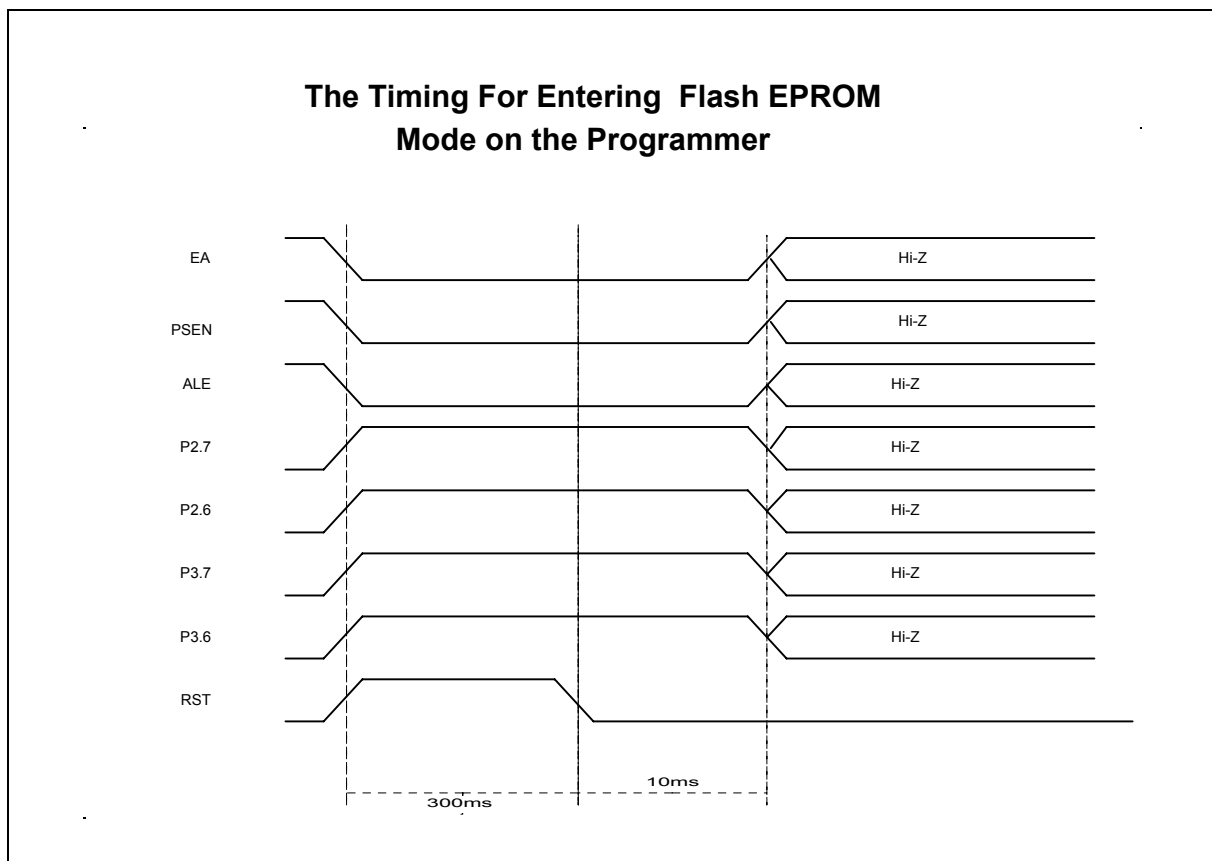 The Timing For Entering Flash EPROM
Mode on the Programmer
EA
Hi-Z
PSEN
Hi-Z
ALE
Hi-Z
P2.7
Hi-Z
P2.6
Hi-Z
P3.7
Hi-Z
P3.6
Hi-Z
RST
10ms
300ms